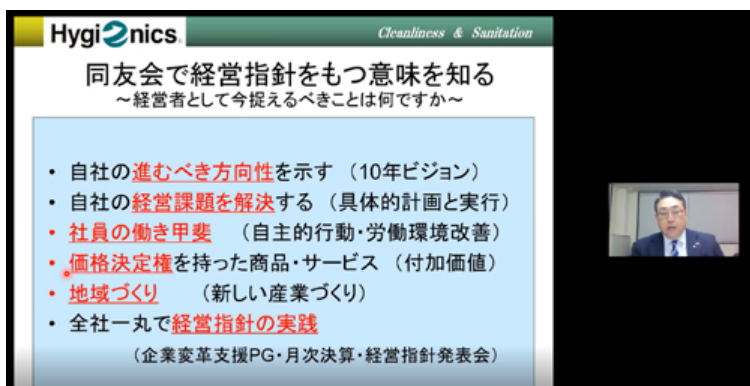 Hygienics.
Cleanliness & Sanitation
同友会で経営指針をもつ意味を知る
～経営者として今捉えるべきことは何ですか～
・ 自社の進むべき方向性を示す （10年ビジョン）
・ 自社の経営課題を解決する （具体的計画と実行）
・ 社員の働き甲斐 （自主的行動・労働環境改善）
・ 価格決定権を持った商品・サービス （付加価値）
・ 地域づくり （新しい産業づくり）
・ 全社一丸で経営指針の実践
（企業変革支援PG・月次決算・経営指針発表会）